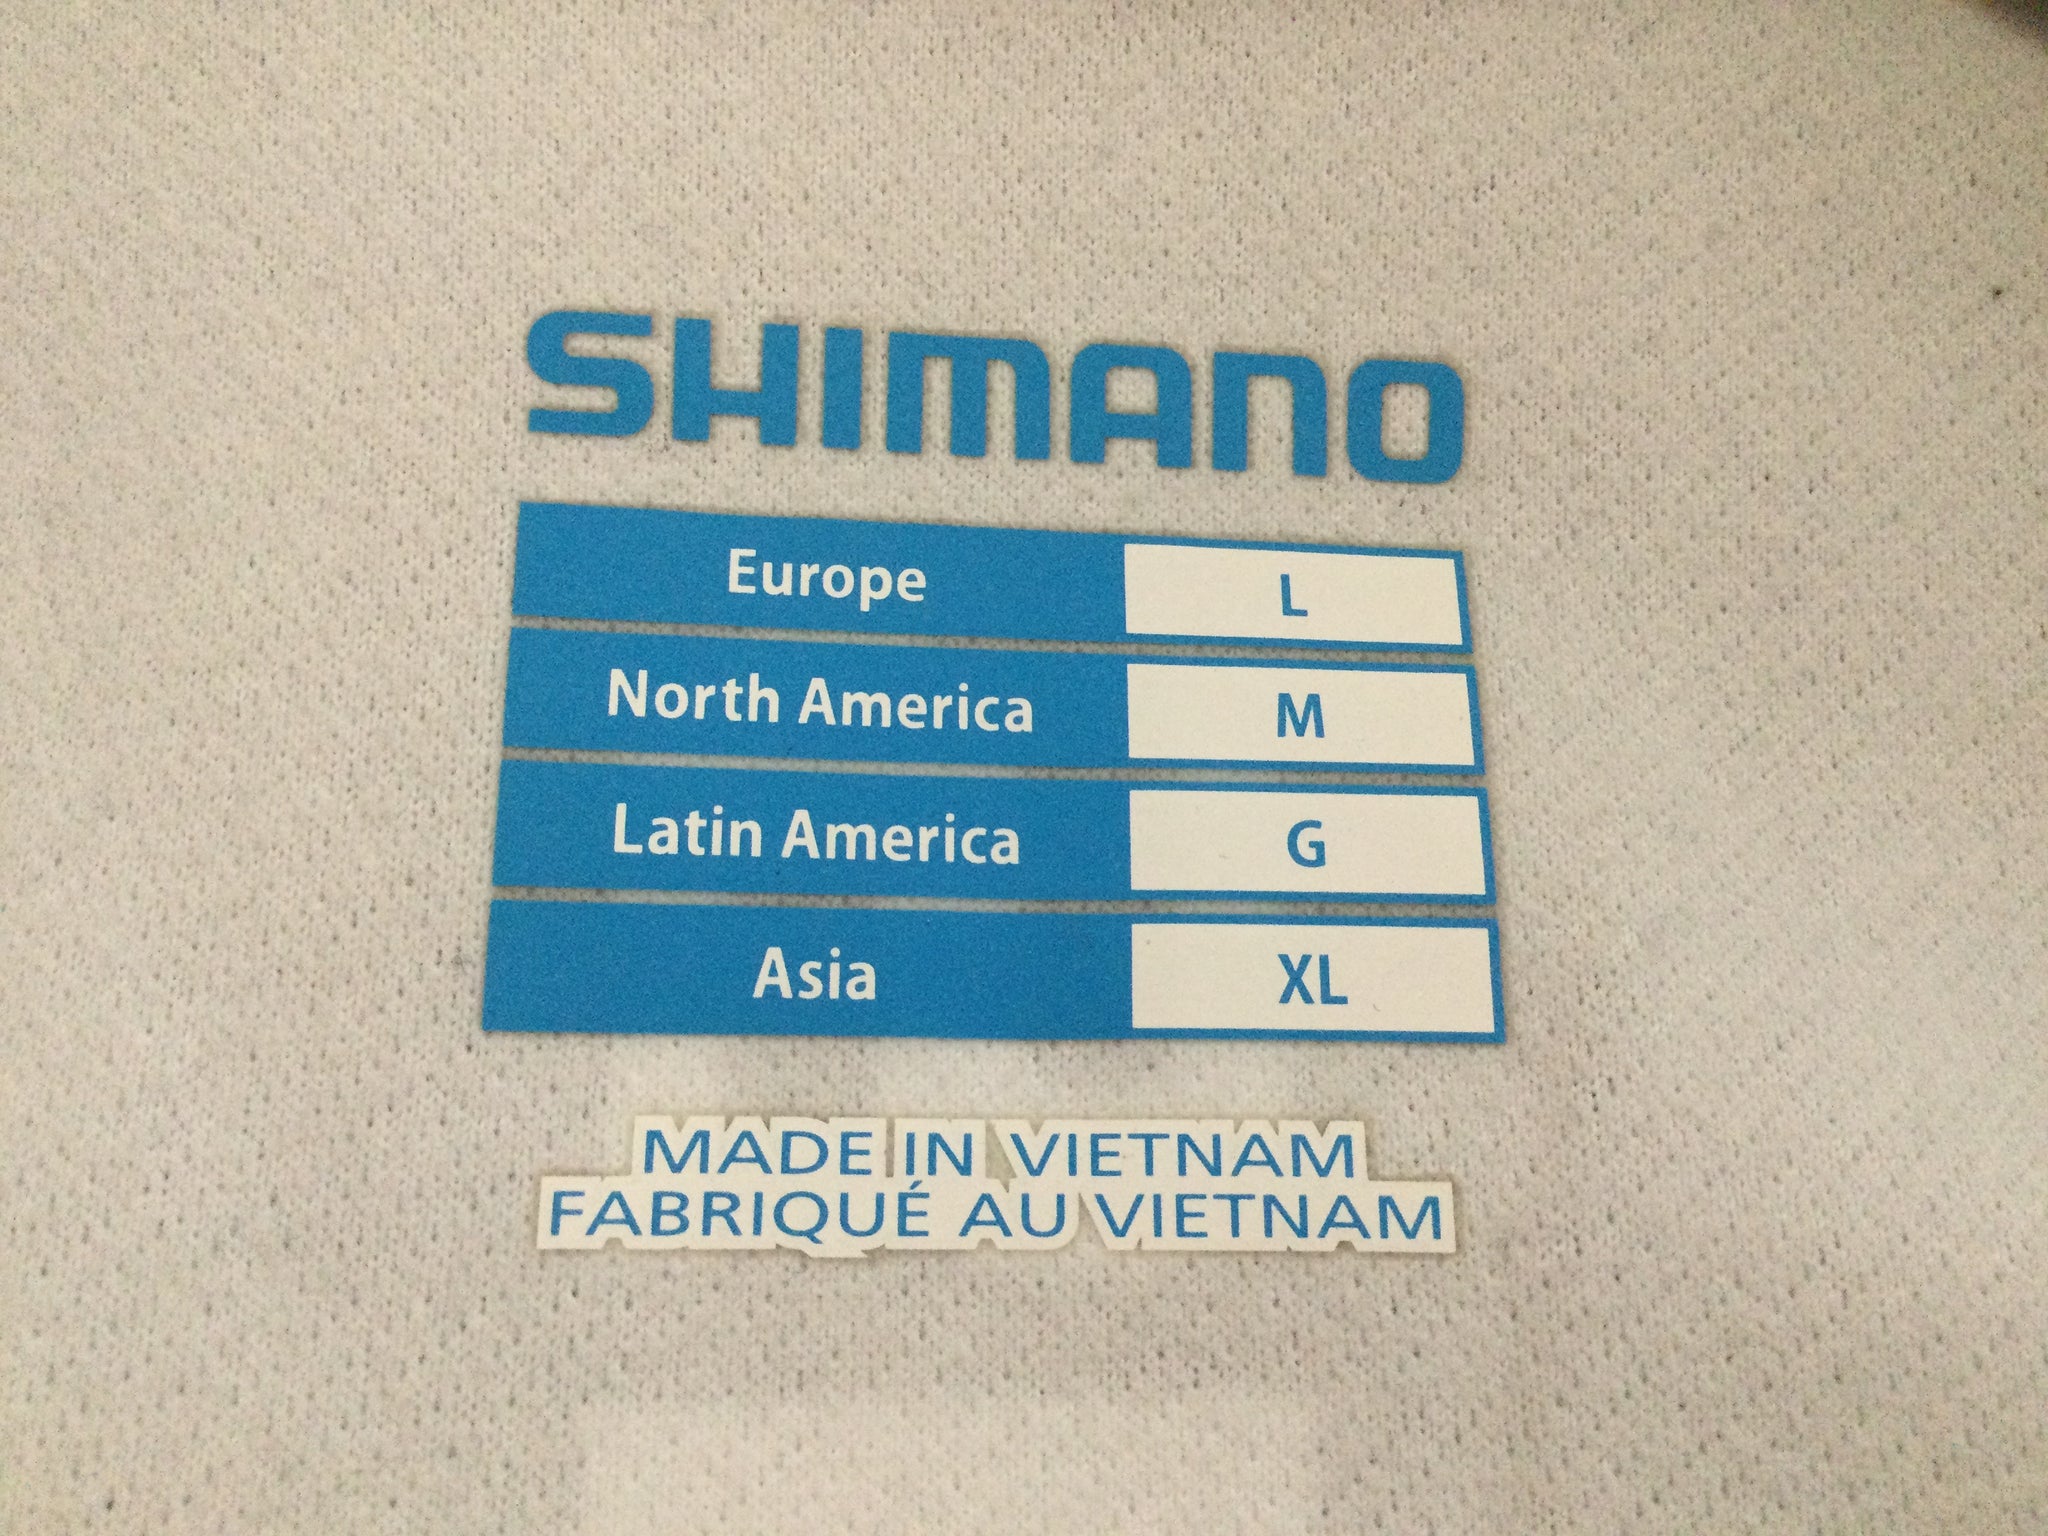 SHIMANO
Europe L
North America M
Latin America G
Asia XL
MADE IN VIETNAM
FABRIQUÉ AU VIETNAM